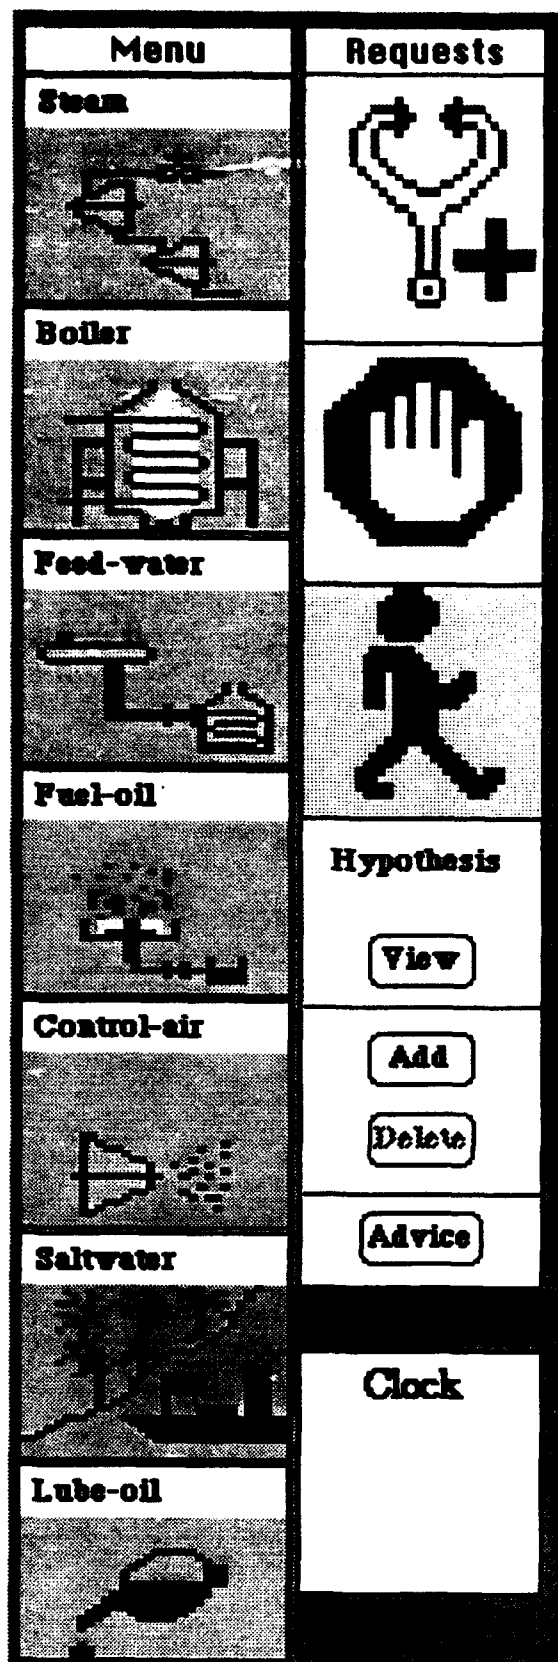 Menu
Steam
Boiler
Feed-water
Fuel-oil
Control-air
Saltwater
Lube-oil
Requests
Hypothesis
View
Add
Delete
Advice
Clock